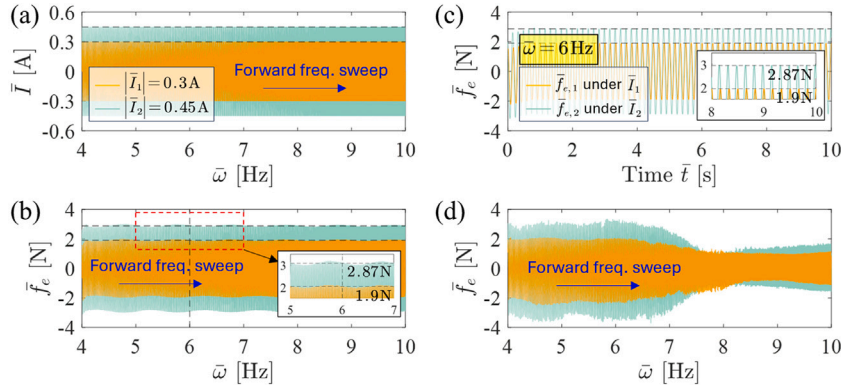 (a)
0.6
0.3
0
-0.3
-0.6
Ī [A]
|Ī₁| = 0.3A
|Ī₂| = 0.45A
Forward freq. sweep
4 5 6 7 8 9 10
ω̄ [Hz]
(c)
4
2
0
-2
-4
f̄ₑ [N]
ω̄ = 6Hz
f̄ₑ,₁ under Ī₁
f̄ₑ,₂ under Ī₂
3
2
2.87N
1.9N
8 9 10
0 2 4 6 8 10
Time t̄ [s]
(b)
4
2
0
-2
-4
f̄ₑ [N]
Forward freq. sweep
3
2
2.87N
1.9N
5 6 7
4 5 6 7 8 9 10
ω̄ [Hz]
(d)
4
2
0
-2
-4
f̄ₑ [N]
Forward freq. sweep
4 5 6 7 8 9 10
ω̄ [Hz]